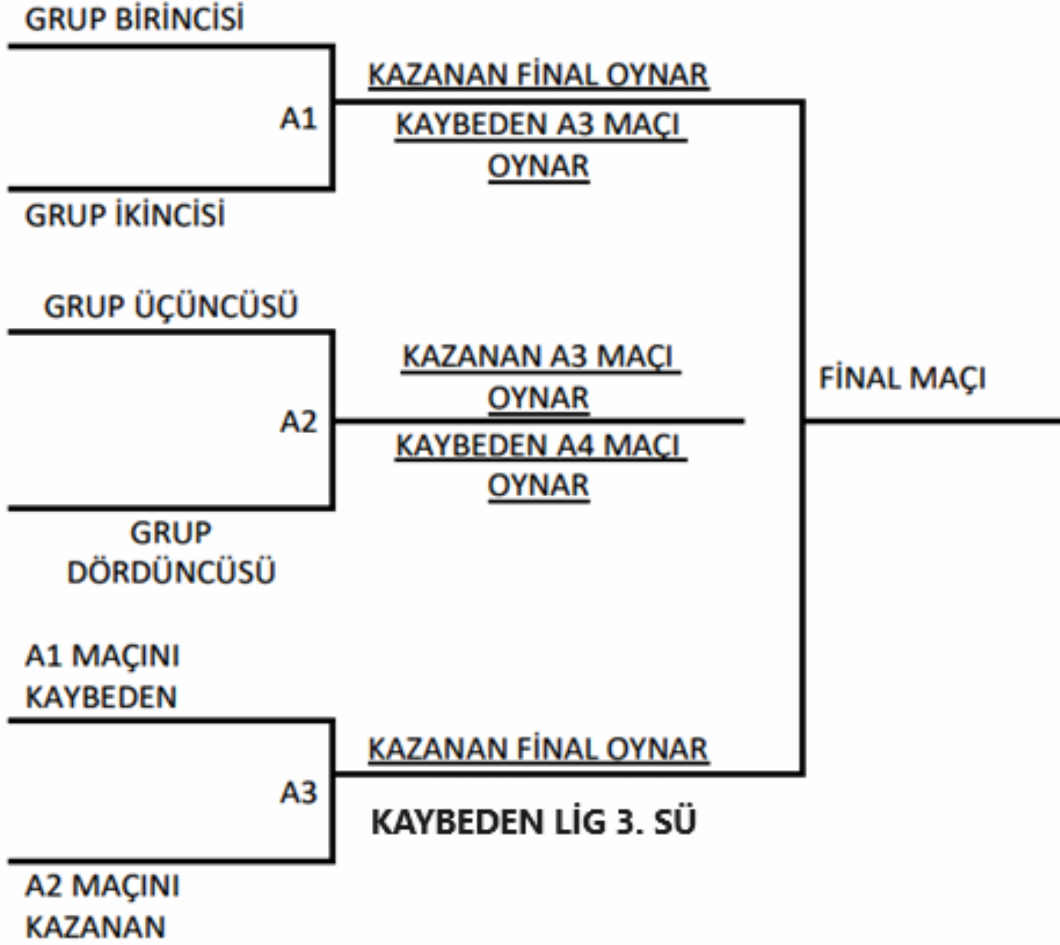 GRUP BİRİNCİSİ
KAZANAN FİNAL OYNAR
A1
KAYBEDEN A3 MAÇI
OYNAR
GRUP İKİNCİSİ
GRUP ÜÇÜNCÜSÜ
KAZANAN A3 MAÇI
OYNAR
FİNAL MAÇI
A2
KAYBEDEN A4 MAÇI
OYNAR
GRUP
DÖRDÜNCÜSÜ
A1 MAÇINI
KAYBEDEN
KAZANAN FİNAL OYNAR
A3
KAYBEDEN LİG 3. SÜ
A2 MAÇINI
KAZANAN